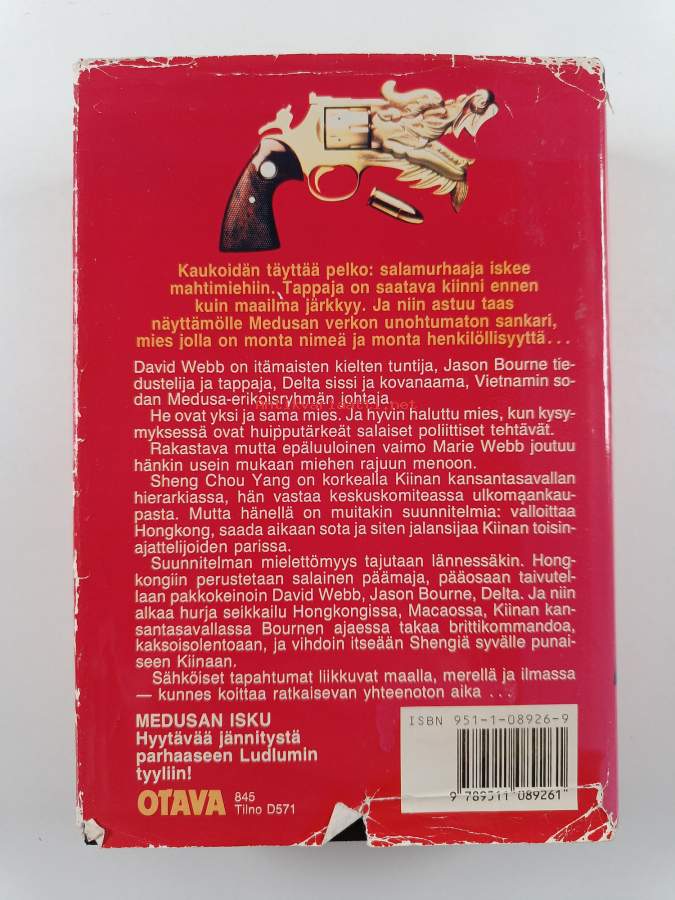 Kaukoidän täyttää pelko: salamurhaaja iskee
mahtimiehiin. Tappaja on saatava kiinni ennen
kuin maailma järkkyy. Ja niin astuu taas
näyttämölle Medusan verkon unohtumaton sankari,
mies jolla on monta nimeä ja monta henkilöllisyyttä...
David Webb on itämaisten kielten tuntija, Jason Bourne tie-
dustelija ja tappaja, Delta sissi ja kovanaama, Vietnamin so-
dan Medusa-erikoisryhmän johtaja.
Antikvariaatti.net
He ovat yksi ja sama mies. Ja hyvin haluttu mies, kun kysy-
myksessä ovat huipputärkeät salaiset poliittiset tehtävät.
Rakastava mutta epäluuloinen vaimo Marie Webb joutuu
hänkin usein mukaan miehen rajuun menoon.
Sheng Chou Yang on korkealla Kiinan kansantasavallan
hierarkiassa, hän vastaa keskuskomiteassa ulkomaankau-
pasta. Mutta hänellä on muitakin suunnitelmia: valloittaa
Hongkong, saada aikaan sota ja siten jalansijaa Kiinan toisin-
ajattelijoiden parissa.
Suunnitelman mielettömyys tajutaan lännessäkin. Hong-
kongiin perustetaan salainen päämaja, pääosaan taivutel-
laan pakkokeinoin David Webb, Jason Bourne, Delta. Ja niin
alkaa hurja seikkailu Hongkongissa, Macaossa, Kiinan kan-
santasavallassa Bournen ajaessa takaa brittikommandoa,
kaksoisolentoaan, ja vihdoin itseään Shengiä syvälle punai-
seen Kiinaan.
Sähköiset tapahtumat liikkuvat maalla, merellä ja ilmassa
— kunnes koittaa ratkaisevan yhteenoton aika ...
MEDUSAN ISKU
Hyytävää jännitystä
parhaaseen Ludlumin
tyyliin!
OTAVA
845
Tilno D571
ISBN 951-1-08926-9
9 789511 089261